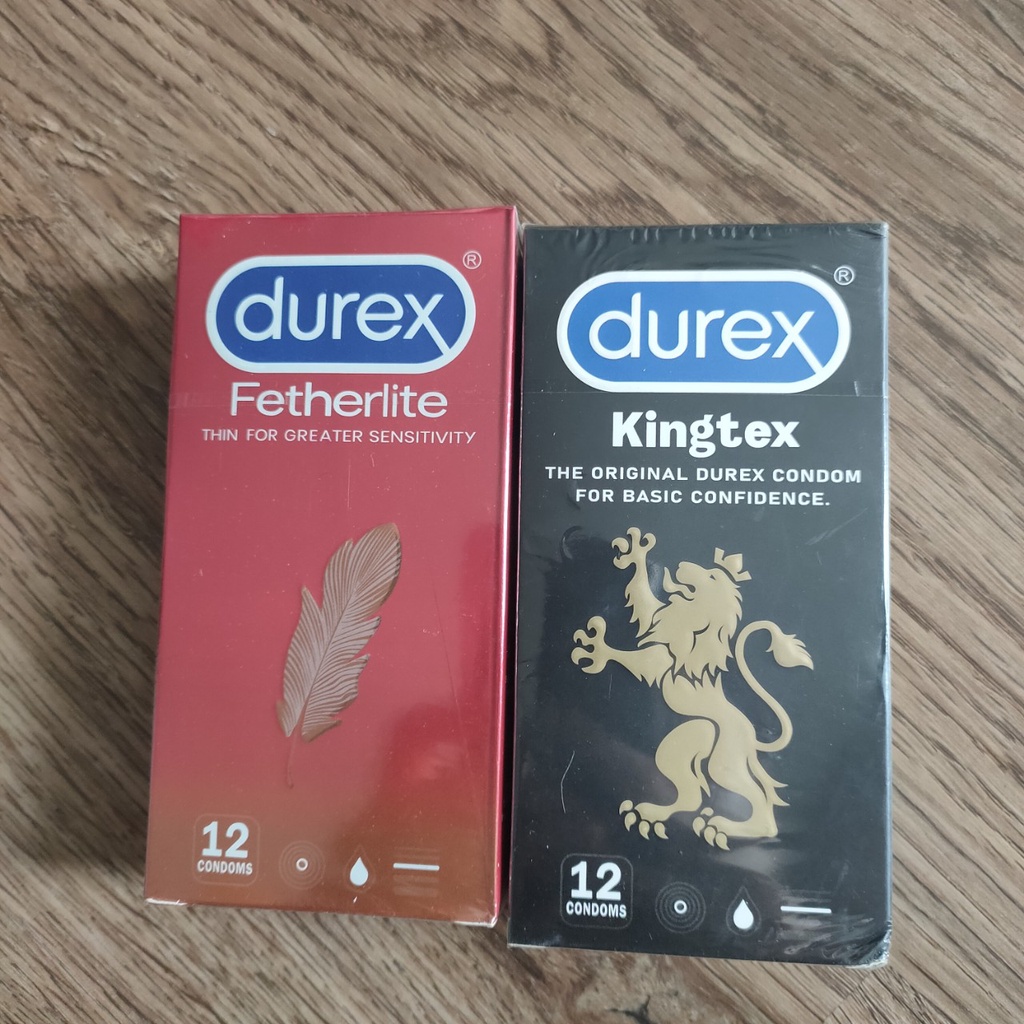 durex®
Fetherlite
THIN FOR GREATER SENSITIVITY
12
CONDOMS
durex®
Kingtex
THE ORIGINAL DUREX CONDOM
FOR BASIC CONFIDENCE.
12
CONDOMS